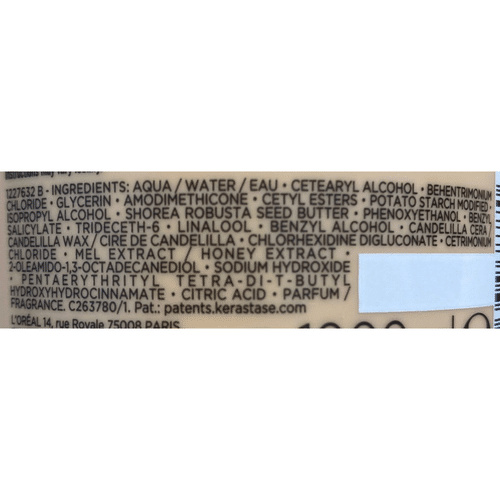 1227632 B - INGREDIENTS: AQUA / WATER / EAU • CETEARYL ALCOHOL • BEHENTRIMONIUM
CHLORIDE • GLYCERIN • AMODIMETHICONE • CETYL ESTERS • POTATO STARCH MODIFIED
ISOPROPYL ALCOHOL • SHOREA ROBUSTA SEED BUTTER • PHENOXYETHANOL • BENZYL
SALICYLATE • TRIDECETH-6 • LINALOOL • BENZYL ALCOHOL • CANDELILLA CERA /
CANDELILLA WAX / CIRE DE CANDELILLA • CHLORHEXIDINE DIGLUCONATE • CETRIMONIUM
CHLORIDE • MEL EXTRACT / HONEY EXTRACT •
2-OLEAMIDO-1,3-OCTADECANEDIOL • SODIUM HYDROXIDE
• PENTAERYTHRITYL TETRA-DI-T-BUTYL
HYDROXYHYDROCINNAMATE • CITRIC ACID • PARFUM /
FRAGRANCE. C263780/1. Pat.: patents.kerastase.com
L'ORÉAL 14, rue Royale 75008 PARIS